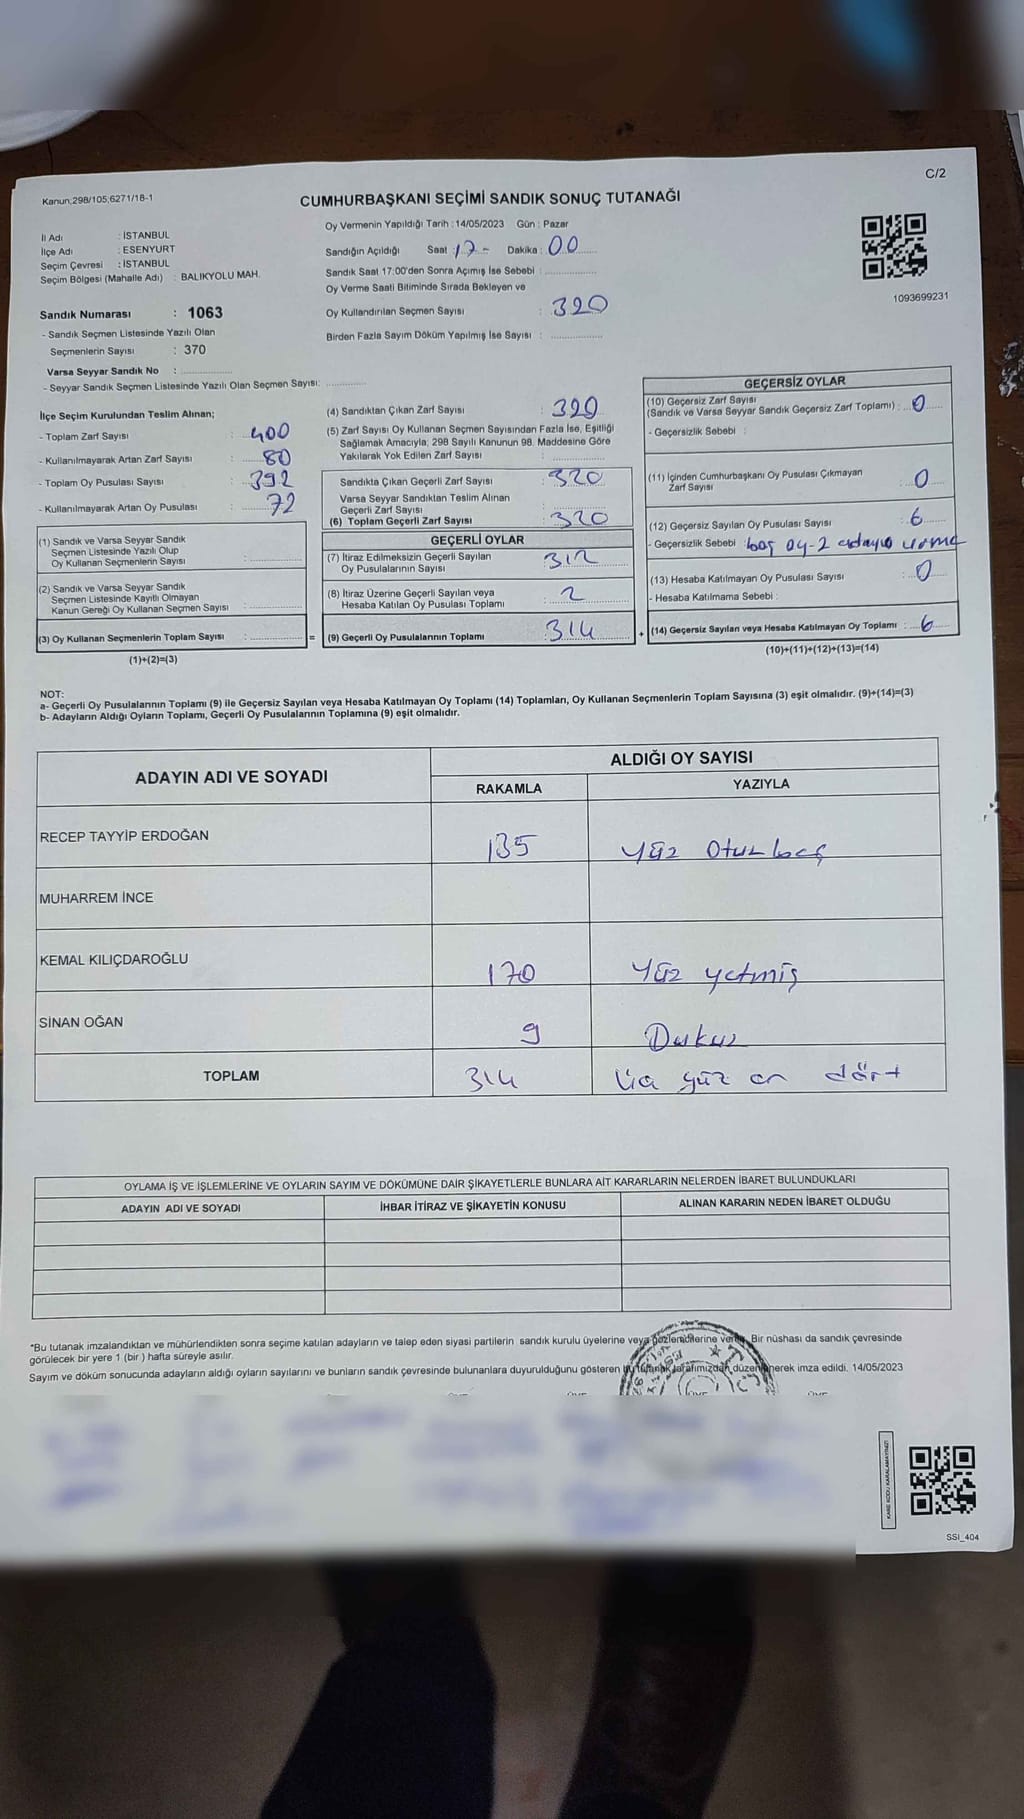 C/2
Kanun;298/105;6271/18-1
CUMHURBAŞKANI SEÇİMİ SANDIK SONUÇ TUTANAĞI
İl Adı : İSTANBUL
İlçe Adı : ESENYURT
Seçim Çevresi : İSTANBUL
Seçim Bölgesi (Mahalle Adı) : BALIKYOLU MAH.
Oy Vermenin Yapıldığı Tarih : 14/05/2023 Gün : Pazar
Sandığın Açıldığı Saat : 17 - Dakika : 00
Sandık Saat 17:00'den Sonra Açımış İse Sebebi :
Oy Verme Saati Bitiminde Sırada Bekleyen ve
Oy Kullandırılan Seçmen Sayısı : 320
Birden Fazla Sayım Döküm Yapılmış İse Sayısı :
1093699231
Sandık Numarası : 1063
- Sandık Seçmen Listesinde Yazılı Olan
Seçmenlerin Sayısı : 370
Varsa Seyyar Sandık No :
- Seyyar Sandık Seçmen Listesinde Yazılı Olan Seçmen Sayısı:
İlçe Seçim Kurulundan Teslim Alınan;
- Toplam Zarf Sayısı : 400
- Kullanılmayarak Artan Zarf Sayısı : 80
- Toplam Oy Pusulası Sayısı : 392
- Kullanılmayarak Artan Oy Pusulası : 72
(1) Sandık ve Varsa Seyyar Sandık
Seçmen Listesinde Yazılı Olup
Oy Kullanan Seçmenlerin Sayısı :
(2) Sandık ve Varsa Seyyar Sandık
Seçmen Listesinde Kayıtlı Olmayan
Kanun Gereği Oy Kullanan Seçmen Sayısı :
(3) Oy Kullanan Seçmenlerin Toplam Sayısı :
(1)+(2)=(3)
(4) Sandıktan Çıkan Zarf Sayısı : 320
(5) Zarf Sayısı Oy Kullanan Seçmen Sayısından Fazla İse, Eşitliği
Sağlamak Amacıyla; 298 Sayılı Kanunun 98. Maddesine Göre
Yakılarak Yok Edilen Zarf Sayısı :
Sandıkta Çıkan Geçerli Zarf Sayısı : 320
Varsa Seyyar Sandıktan Teslim Alınan
Geçerli Zarf Sayısı :
(6) Toplam Geçerli Zarf Sayısı : 320
GEÇERLİ OYLAR
(7) İtiraz Edilmeksizin Geçerli Sayılan
Oy Pusulalarının Sayısı : 312
(8) İtiraz Üzerine Geçerli Sayılan veya
Hesaba Katılan Oy Pusulası Toplamı : 2
= (9) Geçerli Oy Pusulalarının Toplamı 314
GEÇERSİZ OYLAR
(10) Geçersiz Zarf Sayısı
(Sandık ve Varsa Seyyar Sandık Geçersiz Zarf Toplamı) : 0
- Geçersizlik Sebebi :
(11) İçinden Cumhurbaşkanı Oy Pusulası Çıkmayan
Zarf Sayısı : 0
(12) Geçersiz Sayılan Oy Pusulası Sayısı : 6
- Geçersizlik Sebebi : boş oy-2 adaya vurma
(13) Hesaba Katılmayan Oy Pusulası Sayısı : 0
- Hesaba Katılmama Sebebi :
+ (14) Geçersiz Sayılan veya Hesaba Katılmayan Oy Toplamı : 6
(10)+(11)+(12)+(13)=(14)
NOT:
a- Geçerli Oy Pusulalarının Toplamı (9) ile Geçersiz Sayılan veya Hesaba Katılmayan Oy Toplamı (14) Toplamları, Oy Kullanan Seçmenlerin Toplam Sayısına (3) eşit olmalıdır. (9)+(14)=(3)
b- Adayların Aldığı Oyların Toplamı, Geçerli Oy Pusulalarının Toplamına (9) eşit olmalıdır.
ADAYIN ADI VE SOYADI
ALDIĞI OY SAYISI
RAKAMLA YAZIYLA
RECEP TAYYİP ERDOĞAN 135 Yüz Otuz beş
MUHARREM İNCE
KEMAL KILIÇDAROĞLU 170 Yüz yetmiş
SİNAN OĞAN 9 Dokuz
TOPLAM 314 Üç yüz on dört
OYLAMA İŞ VE İŞLEMLERİNE VE OYLARIN SAYIM VE DÖKÜMÜNE DAİR ŞİKAYETLERLE BUNLARA AİT KARARLARIN NELERDEN İBARET BULUNDUKLARI
ADAYIN ADI VE SOYADI İHBAR İTİRAZ VE ŞİKAYETİN KONUSU ALINAN KARARIN NEDEN İBARET OLDUĞU
*Bu tutanak imzalandıktan ve mühürlendikten sonra seçime katılan adayların ve talep eden siyasi partilerin sandık kurulu üyelerine veya gözlemcilerine verilir. Bir nüshası da sandık çevresinde
görülecek bir yere 1 (bir ) hafta süreyle asılır.
Sayım ve döküm sonucunda adayların aldığı oyların sayılarını ve bunların sandık çevresinde bulunanlara duyurulduğunu gösteren bu tutanak tarafımızdan düzenlenerek imza edildi. 14/05/2023
KARE KODU KARALAMAYINIZ!
SSI_404